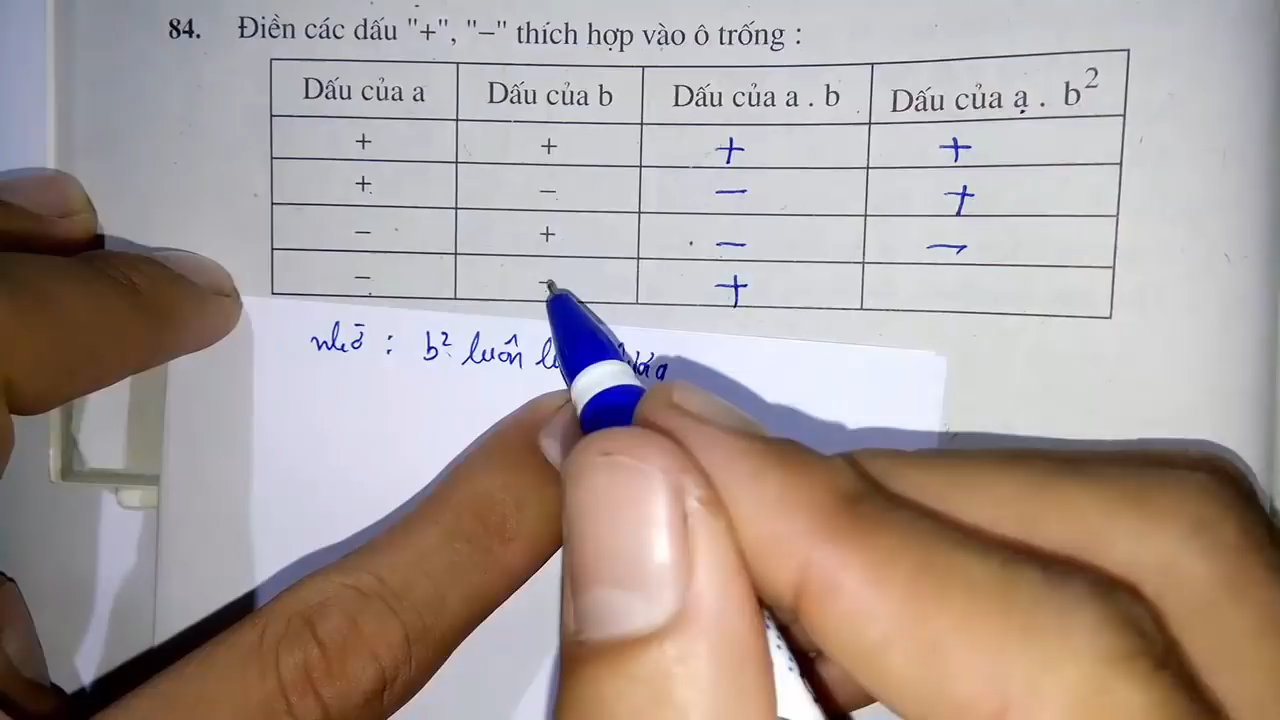 84. Điền các dấu "+", "–" thích hợp vào ô trống :
Dấu của a Dấu của b Dấu của a . b Dấu của a . b²
+ + + +
+ – – +
– + – –
– – +
nhớ : b² luôn